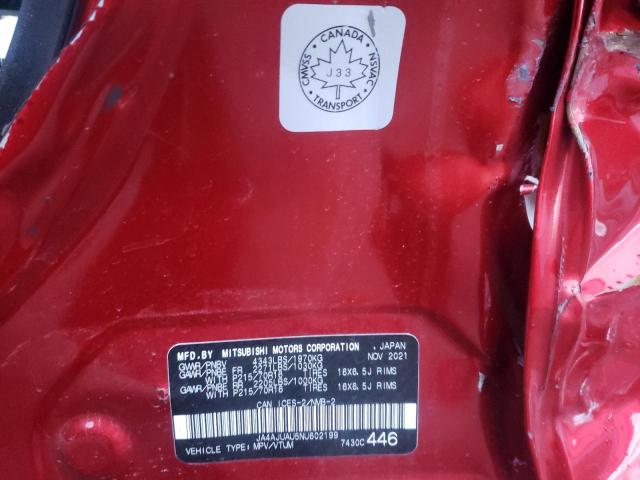 CANADA
CMVSS
NSVAC
J33
TRANSPORT
MFD.BY MITSUBISHI MOTORS CORPORATION , JAPAN
GVWR/PNBV 4343LBS/1970KG NOV 2021
GAWR/PNBE FR 2271LBS/1030KG
WITH P215/70R16 TIRES 16X6.5J RIMS
GAWR/PNBE RR 2205LBS/1000KG
WITH P215/70R16 TIRES 16X6.5J RIMS
CAN ICES-2/NMB-2
JA4AJUAU5NU602199
VEHICLE TYPE:MPV/VTUM 7430C 446